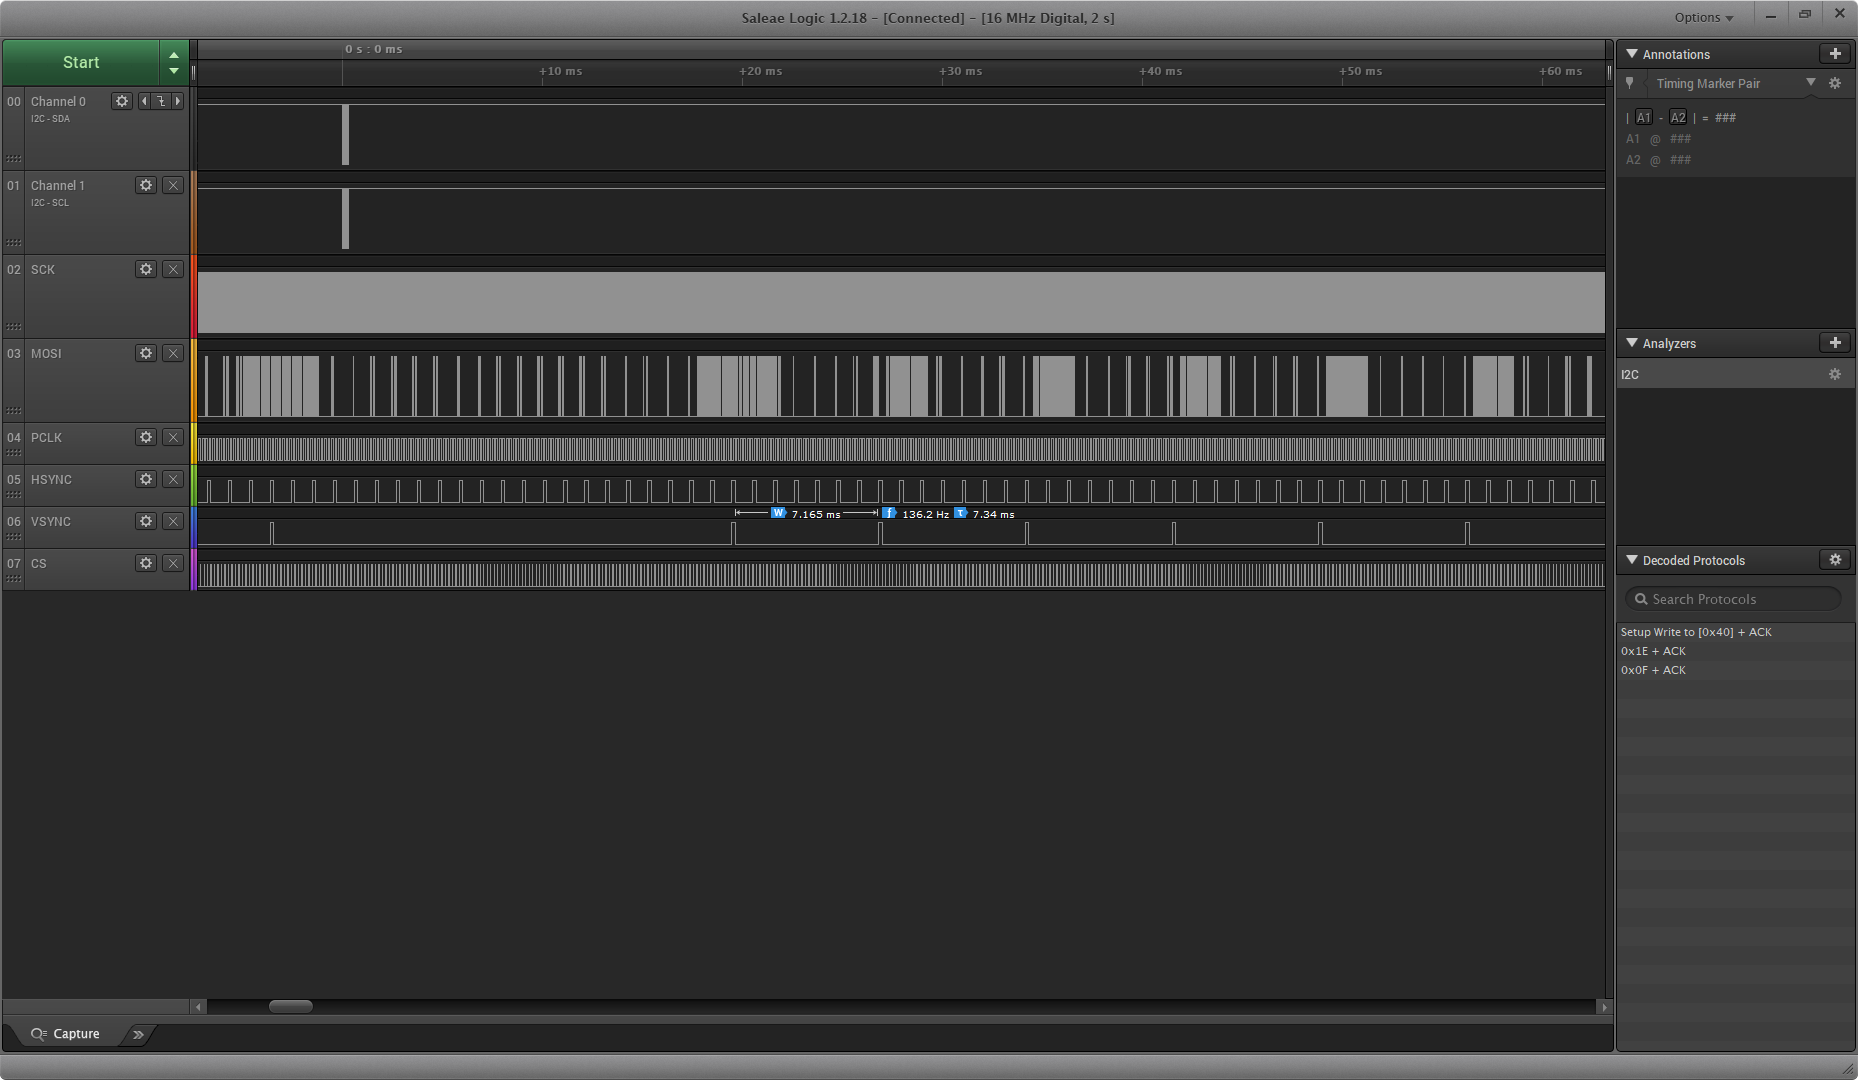 Saleae Logic 1.2.18 - [Connected] - [16 MHz Digital, 2 s]
Options
Start
0 s : 0 ms
+10 ms
+20 ms
+30 ms
+40 ms
+50 ms
+60 ms
00 Channel 0
I2C - SDA
01 Channel 1
I2C - SCL
02 SCK
03 MOSI
04 PCLK
05 HSYNC
06 VSYNC
W 7.165 ms f 136.2 Hz τ 7.34 ms
07 CS
Capture
Annotations
Timing Marker Pair
| A1 - A2 | = ###
A1 @ ###
A2 @ ###
Analyzers
I2C
Decoded Protocols
Search Protocols
Setup Write to [0x40] + ACK
0x1E + ACK
0x0F + ACK